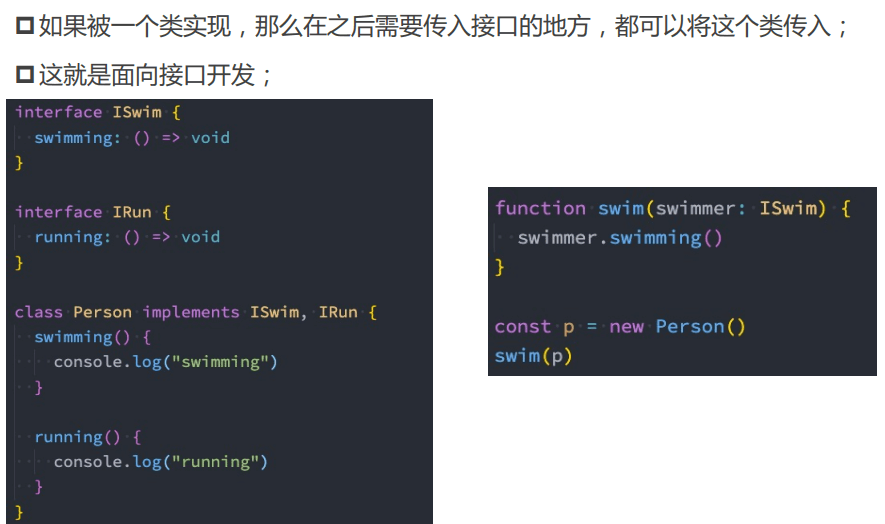 如果被一个类实现，那么在之后需要传入接口的地方，都可以将这个类传入；
这就是面向接口开发；
interface ISwim {
  swimming: () => void
}

interface IRun {
  running: () => void
}

class Person implements ISwim, IRun {
  swimming() {
    console.log("swimming")
  }

  running() {
    console.log("running")
  }
}

function swim(swimmer: ISwim) {
  swimmer.swimming()
}

const p = new Person()
swim(p)